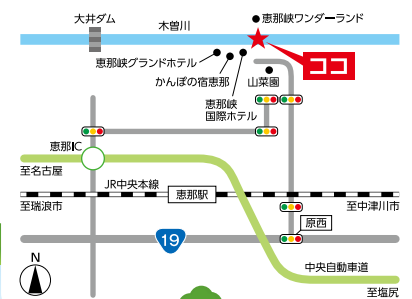 大井ダム
木曽川
恵那峡ワンダーランド
恵那峡グランドホテル
ココ
かんぽの宿恵那
山菜園
恵那峡
国際ホテル
恵那IC
至名古屋
JR中央本線
恵那駅
至瑞浪市
至中津川市
原西
19
N
中央自動車道
至塩尻